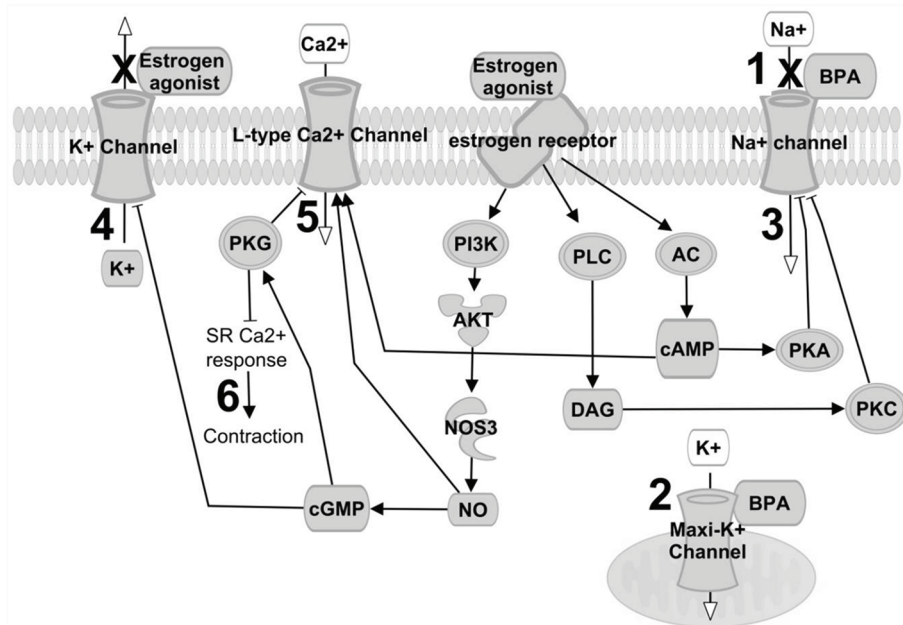 Ca2+
Na+
X
Estrogen
agonist
Estrogen
agonist
1
X
BPA
K+ Channel
L-type Ca2+ Channel
estrogen receptor
Na+ channel
4
K+
PKG
5
PI3K
PLC
AC
3
SR Ca2+
response
6
Contraction
AKT
cAMP
PKA
NOS3
DAG
PKC
cGMP
NO
K+
2
BPA
Maxi-K+
Channel